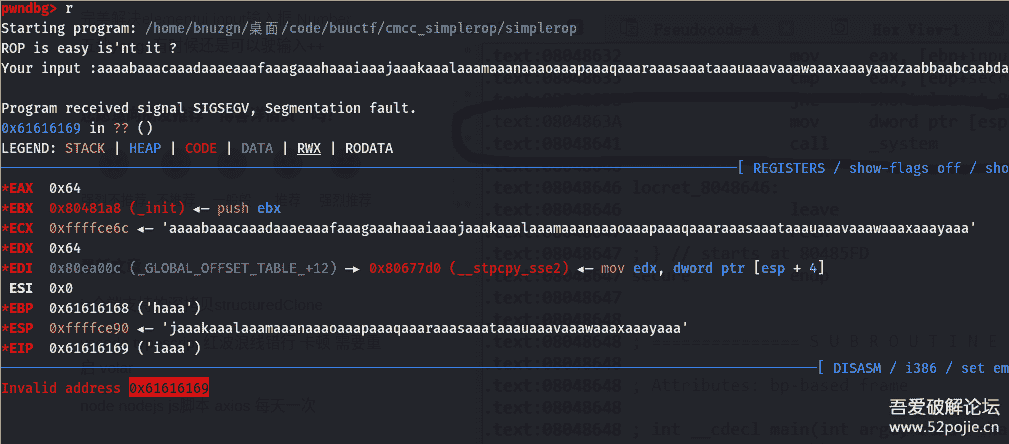 pwndbg> r
Starting program: /home/bnuzgn/桌面/code/buuctf/cmcc_simplerop/simplerop
ROP is easy is'nt it ?
Your input :aaaabaaacaaadaaaeaaafaaagaaahaaaiaaajaaakaaalaaamaaanaaaoaaapaaaqaaaraaasaaataaauaaavaaawaaaxaaayaaazaabbaabcaabda
Program received signal SIGSEGV, Segmentation fault.
0x61616169 in ?? ()
LEGEND: STACK | HEAP | CODE | DATA | RWX | RODATA
[ REGISTERS / show-flags off / sho
*EAX 0x64
*EBX 0x80481a8 (_init) ◂— push ebx
*ECX 0xffffce6c ◂— 'aaaabaaacaaadaaaeaaafaaagaaahaaaiaaajaaakaaalaaamaaanaaaoaaapaaaqaaaraaasaaataaauaaavaaawaaaxaaayaaa'
*EDX 0x64
*EDI 0x80ea00c (_GLOBAL_OFFSET_TABLE_+12) —▸ 0x80677d0 (__stpcpy_sse2) ◂— mov edx, dword ptr [esp + 4]
ESI 0x0
*EBP 0x61616168 ('haaa')
*ESP 0xffffce90 ◂— 'jaaakaaalaaamaaanaaaoaaapaaaqaaaraaasaaataaauaaavaaawaaaxaaayaaa'
*EIP 0x61616169 ('iaaa')
[ DISASM / i386 / set em
Invalid address 0x61616169
吾爱破解论坛
www.52pojie.cn